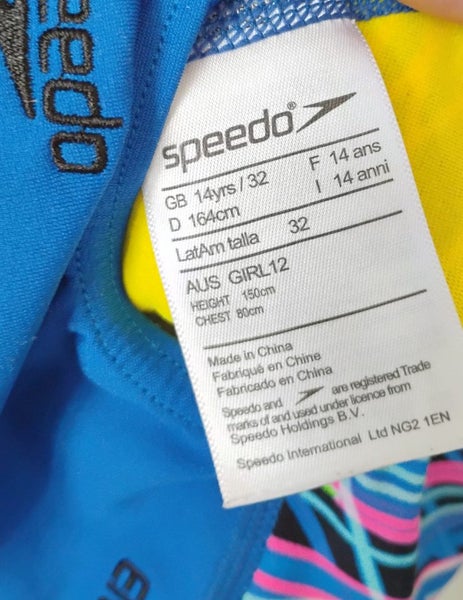 speedo
speedo®
GB 14yrs / 32 F 14 ans
D 164cm I 14 anni
LatAm talla 32
AUS GIRL12
HEIGHT 150cm
CHEST 80cm
Made in China
Fabriqué en Chine
Fabricado en China
Speedo and are registered Trade
marks of and used under licence from
Speedo Holdings B.V.
Speedo International Ltd NG2 1EN